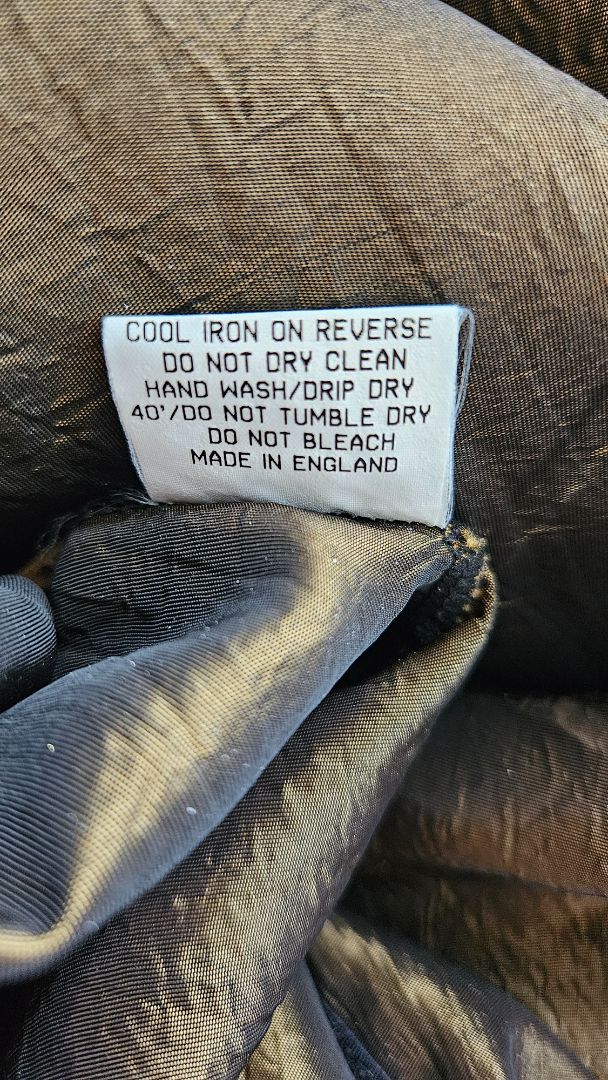 COOL IRON ON REVERSE
DO NOT DRY CLEAN
HAND WASH/DRIP DRY
40'/DO NOT TUMBLE DRY
DO NOT BLEACH
MADE IN ENGLAND